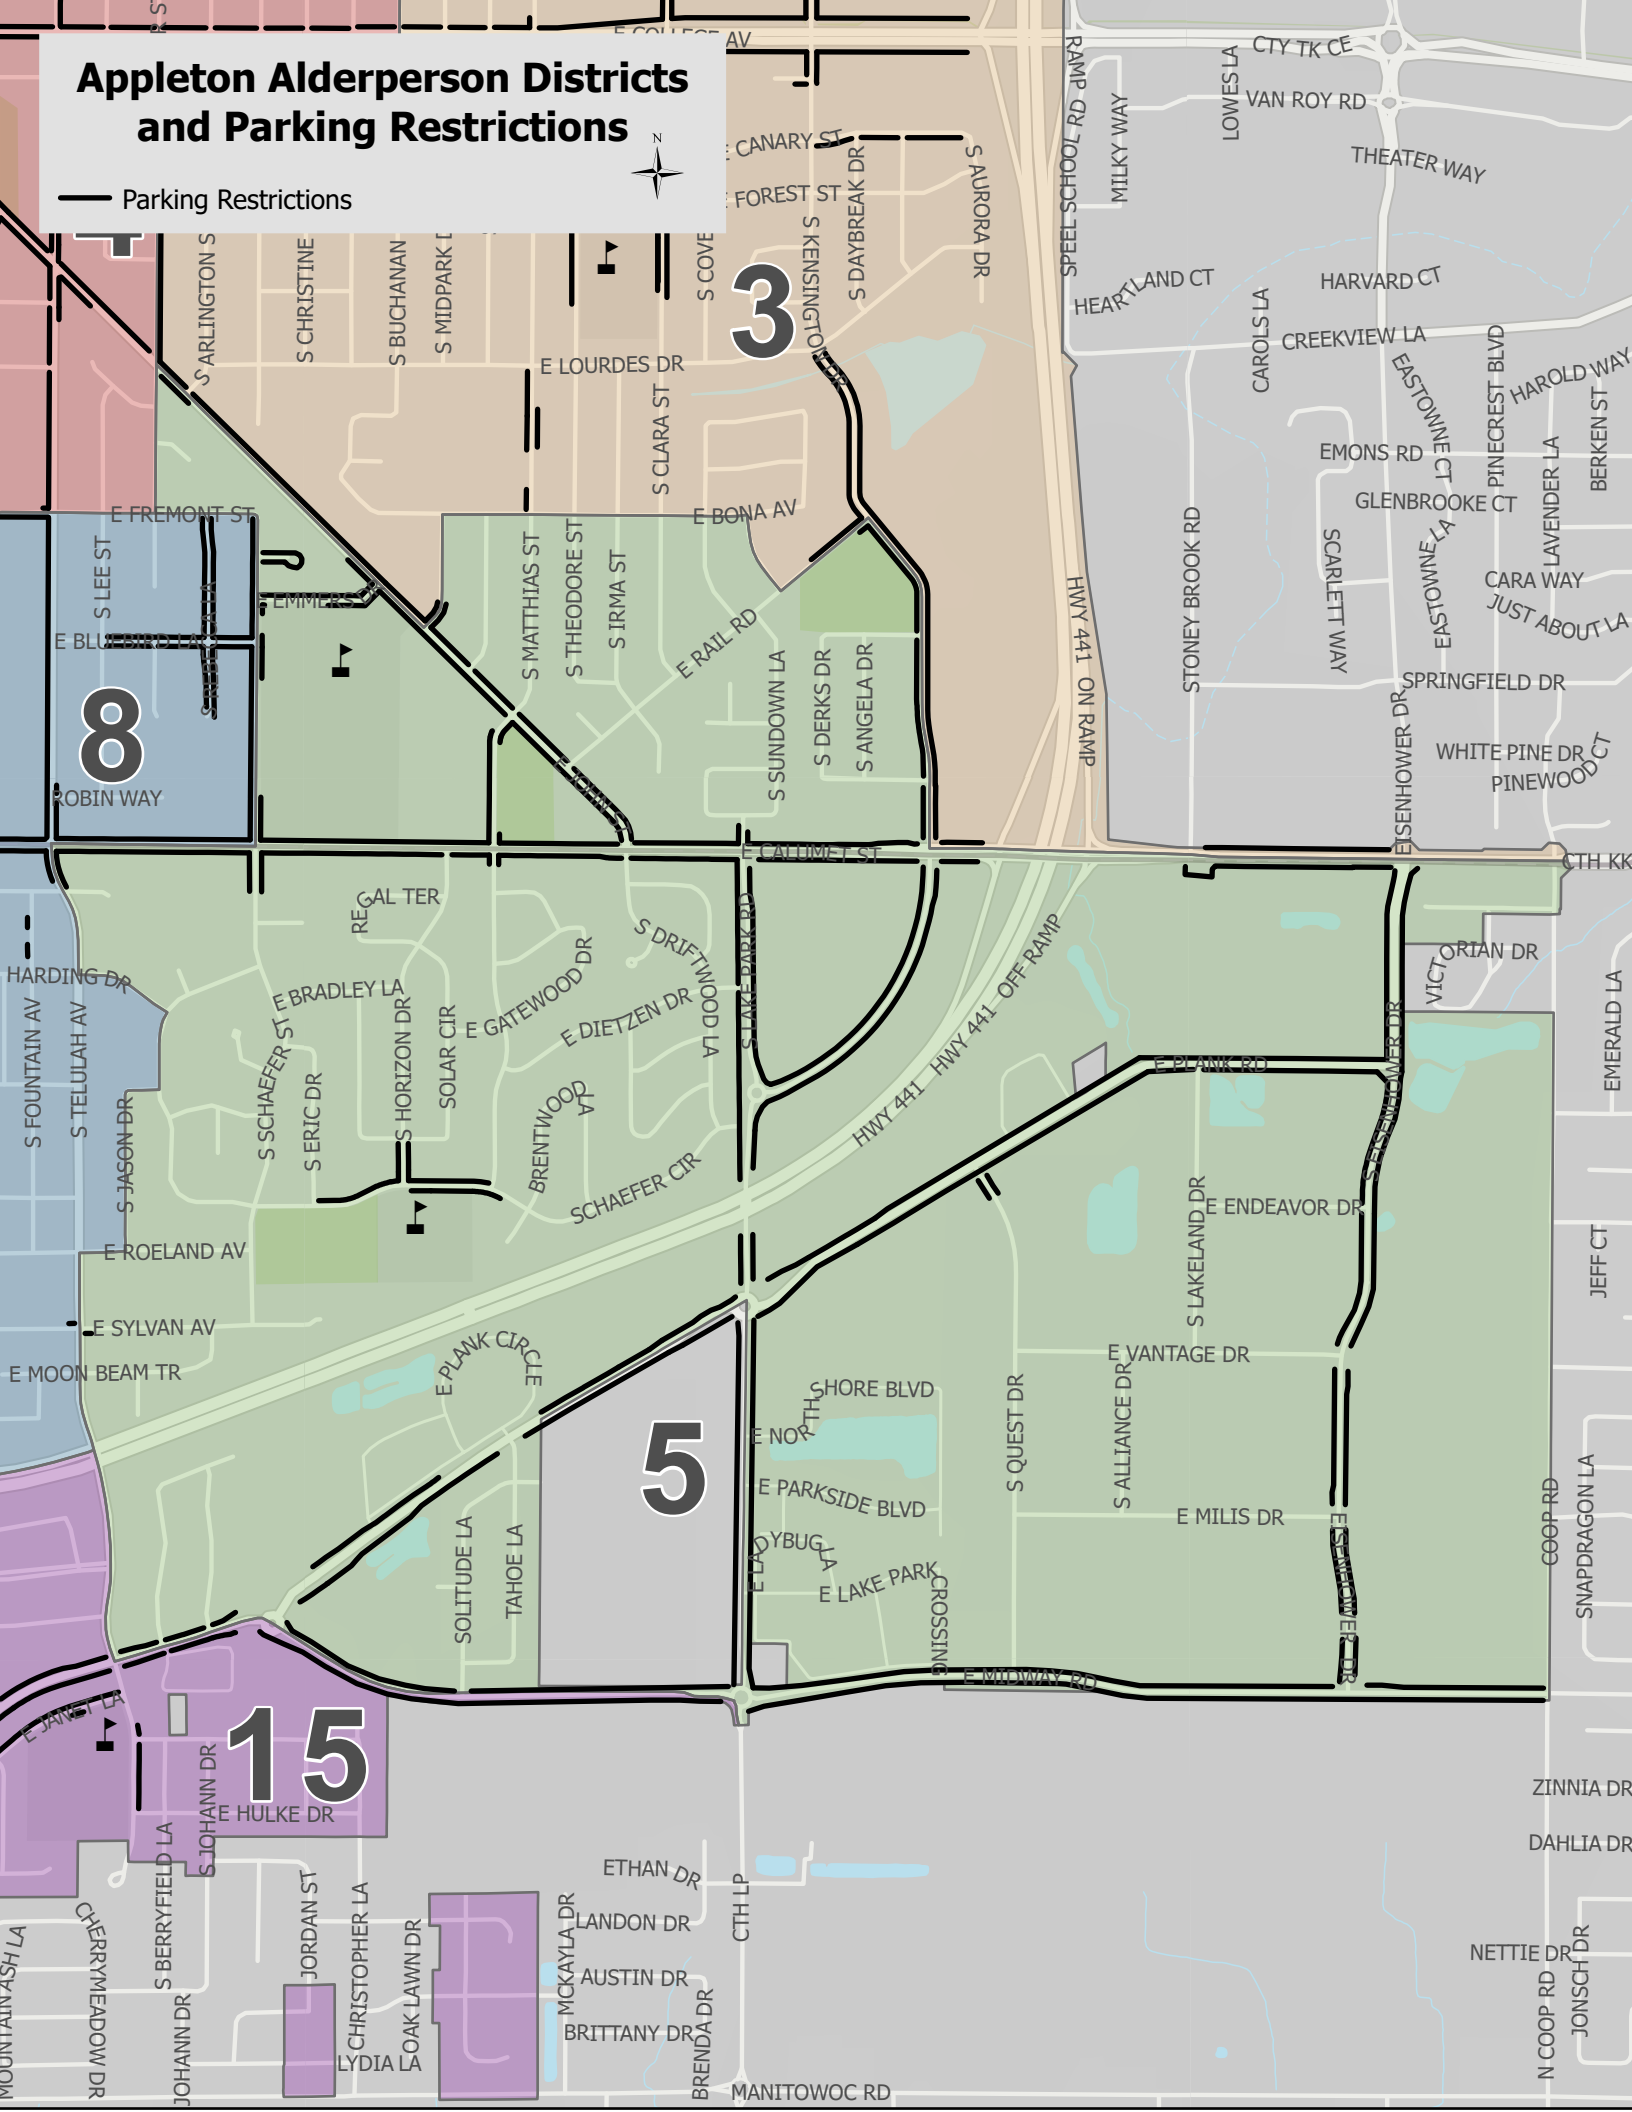 E COLLEGE AV
CTY TK CE
Appleton Alderperson Districts
and Parking Restrictions
N
Parking Restrictions
RAMP
LOWES LA
VAN ROY RD
MILKY WAY
THEATER WAY
E CANARY ST
E FOREST ST
S DAYBREAK DR
S AURORA DR
SPEEL SCHOOL RD
4
S ARLINGTON S
S CHRISTINE
S BUCHANAN
S MIDPARK D
S COVE
3
S KENSINGTON DR
HEARTLAND CT
HARVARD CT
CAROLS LA
CREEKVIEW LA
EASTOWNE CT
PINECREST BLVD
HAROLD WAY
BERKEN ST
E LOURDES DR
S CLARA ST
EMONS RD
LAVENDER LA
GLENBROOKE CT
E FREMONT ST
E BONA AV
STONEY BROOK RD
SCARLETT WAY
EASTOWNE LA
CARA WAY
JUST ABOUT LA
S LEE ST
S MATTHIAS ST
S THEODORE ST
S IRMA ST
HWY 441 ON RAMP
E BLUEBIRD LA
E RAIL RD
S SUNDOWN LA
S DERKS DR
S ANGELA DR
SPRINGFIELD DR
EISENHOWER DR
8
ROBIN WAY
E JOHN ST
WHITE PINE DR
PINEWOOD CT
E CALUMET ST
CTH KK
REGAL TER
S DRIFTWOOD LA
S LAKE PARK RD
HWY 441 OFF RAMP
VICTORIAN DR
HARDING DR
E BRADLEY LA
E GATEWOOD DR
E DIETZEN DR
S FOUNTAIN AV
S TELULAH AV
S SCHAEFER ST
S HORIZON DR
SOLAR CIR
S ERIC DR
HWY 441
HWY 441
E PLANK RD
S EISENHOWER DR
EMERALD LA
S JASON DR
BRENTWOOD LA
SCHAEFER CIR
S LAKELAND DR
E ENDEAVOR DR
E ROELAND AV
JEFF CT
E SYLVAN AV
E MOON BEAM TR
E PLANK CIRCLE
E VANTAGE DR
E NORTH SHORE BLVD
S QUEST DR
S ALLIANCE DR
5
E PARKSIDE BLVD
E MILIS DR
COOP RD
SNAPDRAGON LA
SOLITUDE LA
TAHOE LA
E LADYBUG LA
E LAKE PARK CROSSING
EISENHOWER DR
E MIDWAY RD
E JANET LA
15
S JOHANN DR
E HULKE DR
ZINNIA DR
DAHLIA DR
S BERRYFIELD LA
ETHAN DR
CTH LP
CHERRYMEADOW DR
JORDAN ST
CHRISTOPHER LA
OAK LAWN DR
MCKAYLA DR
LANDON DR
MOUNTAIN ASH LA
JOHANN DR
AUSTIN DR
NETTIE DR
JONSCH DR
BRITTANY DR
BRENDA DR
N COOP RD
LYDIA LA
MANITOWOC RD